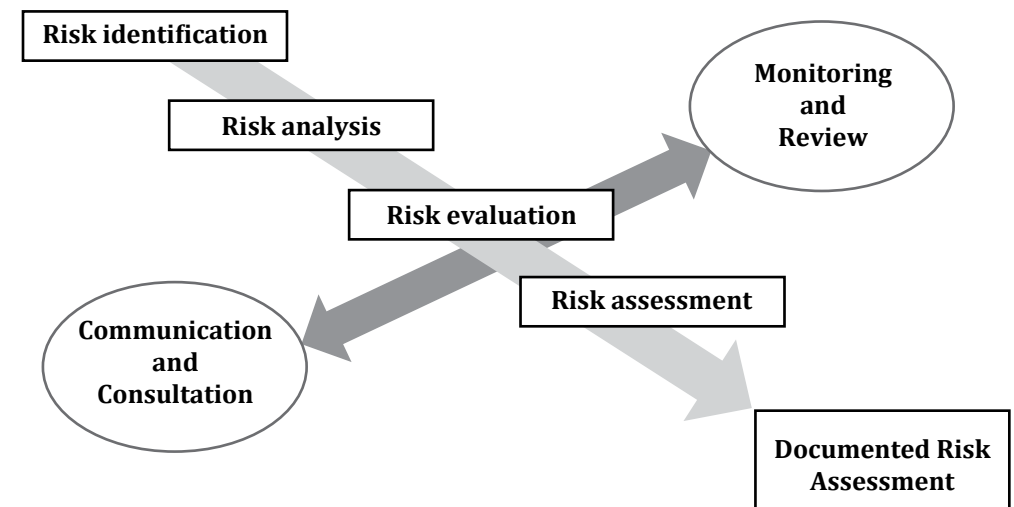 Risk identification
Monitoring
and
Review
Risk analysis
Risk evaluation
Risk assessment
Communication
and
Consultation
Documented Risk
Assessment